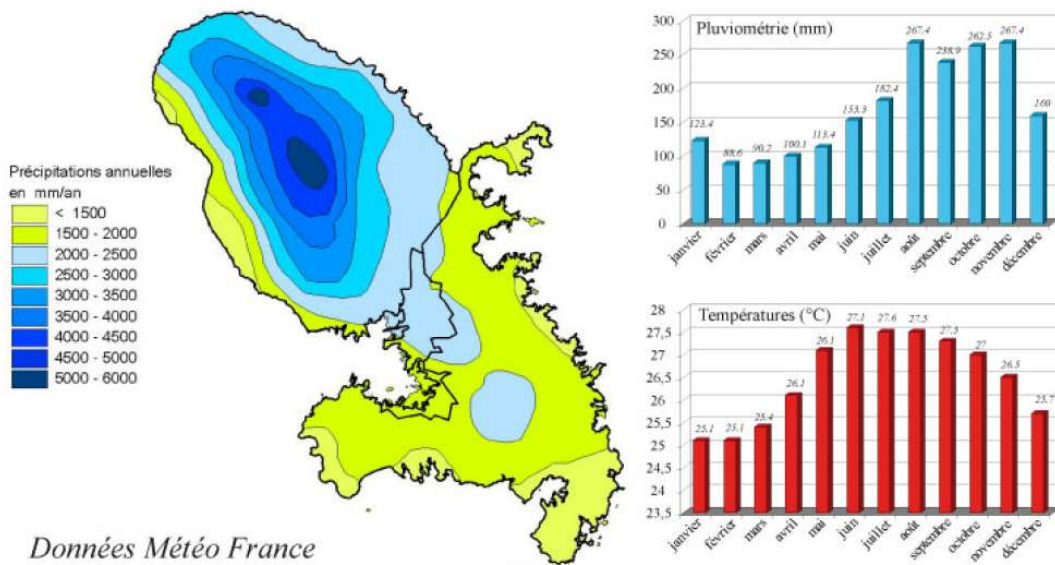 Précipitations annuelles
en mm/an
< 1500
1500 - 2000
2000 - 2500
2500 - 3000
3000 - 3500
3500 - 4000
4000 - 4500
4500 - 5000
5000 - 6000
Données Météo France
Pluviométrie (mm)
300
250
200
150
100
50
0
123.4
88.6
90.7
100.1
113.4
153.3
182.4
267.4
238.9
262.5
267.4
160
janvier
février
mars
avril
mai
juin
juillet
août
septembre
octobre
novembre
décembre
Températures (°C)
28
27,5
27
26,5
26
25,5
25
24,5
24
23,5
25.1
25.1
25.4
26.1
26.1
27.1
27.6
27.5
27.3
27
26.5
25.7
janvier
février
mars
avril
mai
juin
juillet
août
septembre
octobre
novembre
décembre